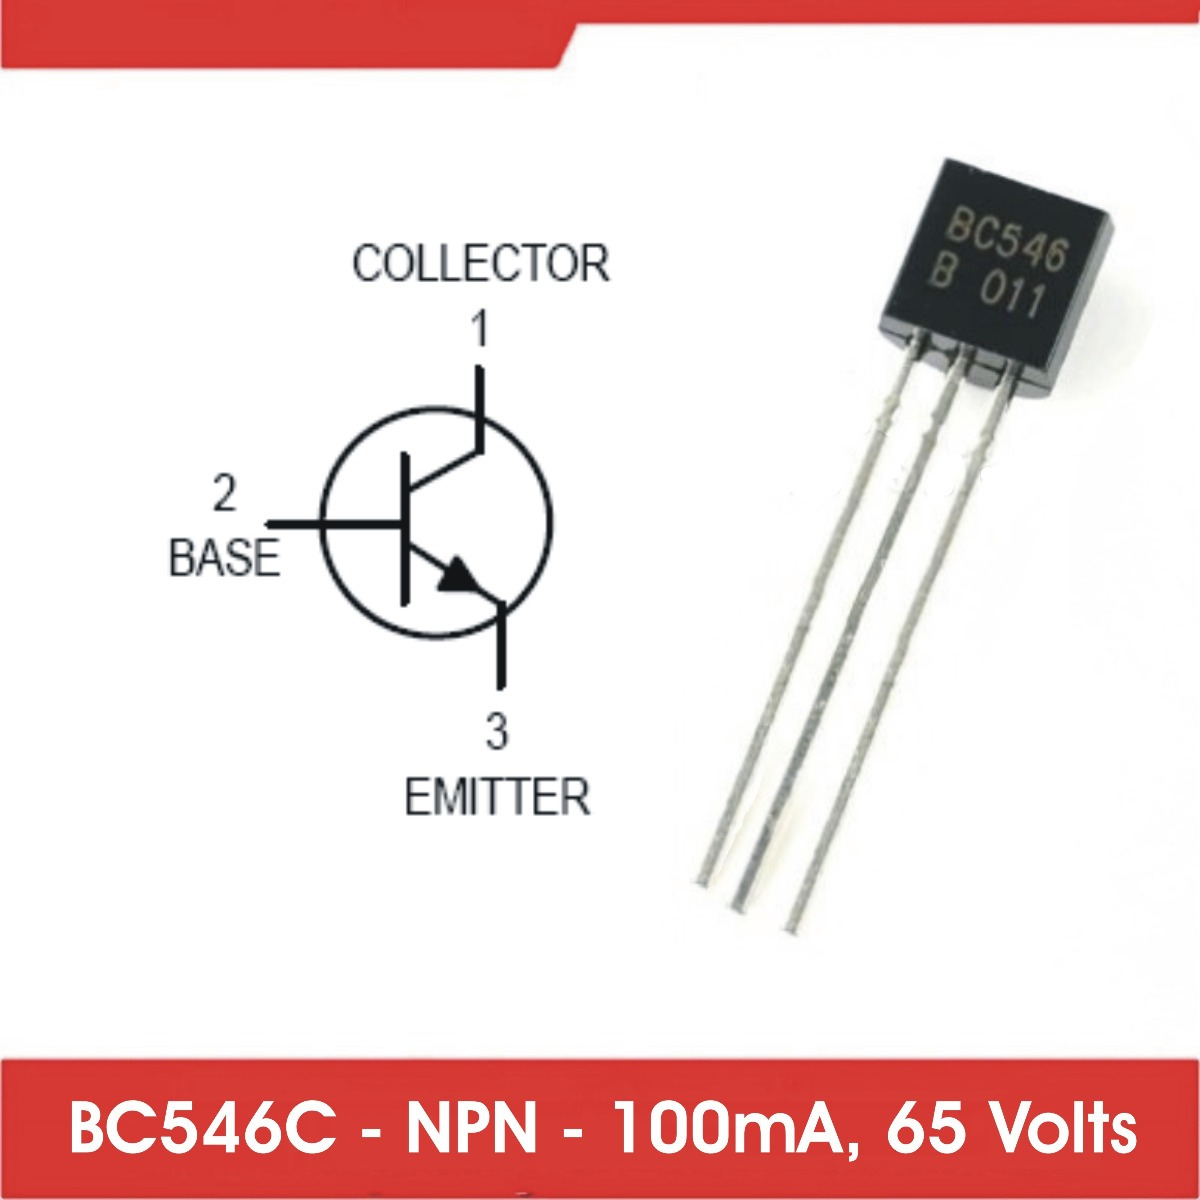 COLLECTOR
1
2
BASE
3
EMITTER
BC546
B 011
BC546C - NPN - 100mA, 65 Volts